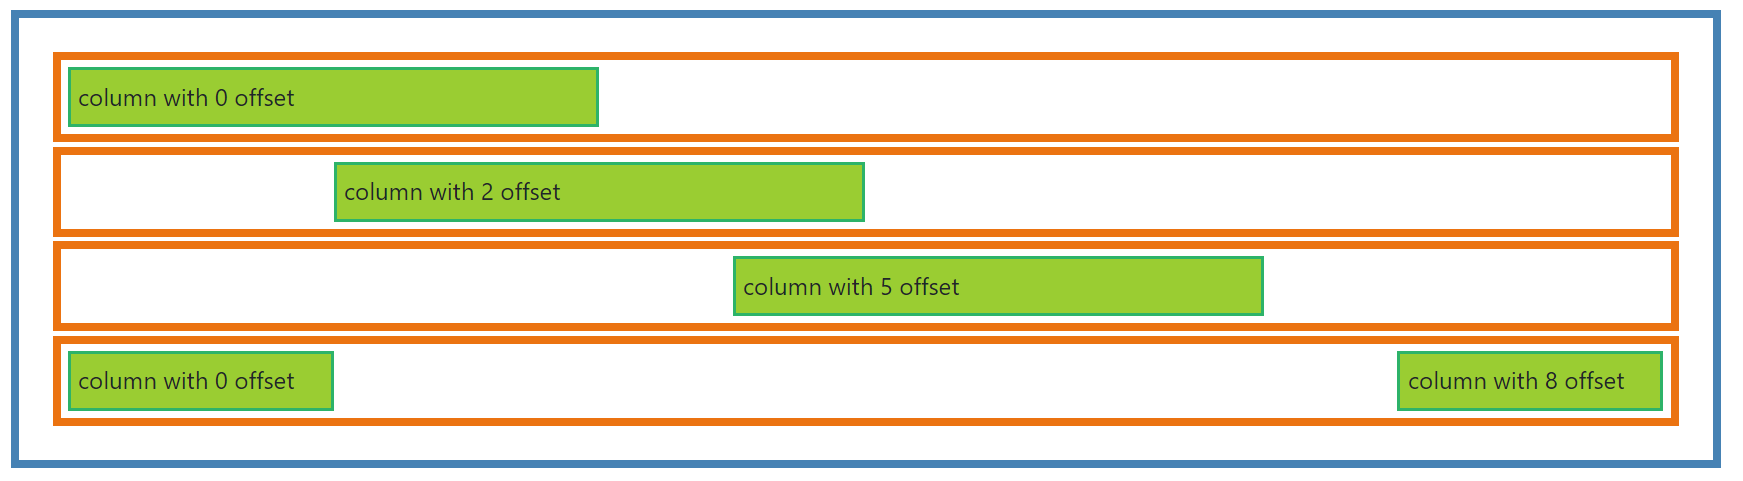 column with 0 offset
column with 2 offset
column with 5 offset
column with 0 offset
column with 8 offset